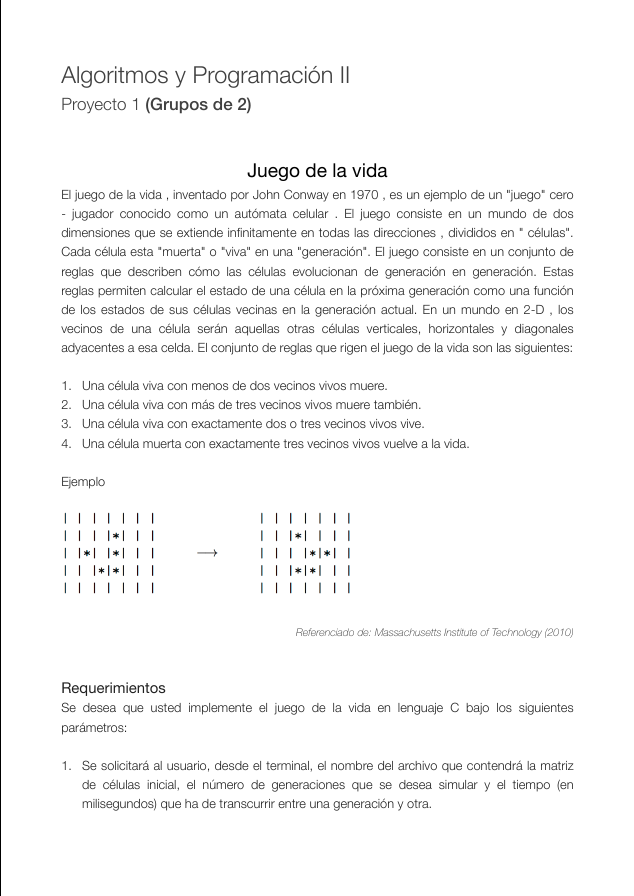 Algoritmos y Programación II
Proyecto 1 (Grupos de 2)
Juego de la vida
El juego de la vida , inventado por John Conway en 1970 , es un ejemplo de un "juego" cero
- jugador conocido como un autómata celular . El juego consiste en un mundo de dos
dimensiones que se extiende infinitamente en todas las direcciones , divididos en " células".
Cada célula esta "muerta" o "viva" en una "generación". El juego consiste en un conjunto de
reglas que describen cómo las células evolucionan de generación en generación. Estas
reglas permiten calcular el estado de una célula en la próxima generación como una función
de los estados de sus células vecinas en la generación actual. En un mundo en 2-D , los
vecinos de una célula serán aquellas otras células verticales, horizontales y diagonales
adyacentes a esa celda. El conjunto de reglas que rigen el juego de la vida son las siguientes:
1. Una célula viva con menos de dos vecinos vivos muere.
2. Una célula viva con más de tres vecinos vivos muere también.
3. Una célula viva con exactamente dos o tres vecinos vivos vive.
4. Una célula muerta con exactamente tres vecinos vivos vuelve a la vida.
Ejemplo
| | | | | | | | | | | | | |
| | | |*| | | | | |*| | | |
| |*| |*| | | → | | | |*|*| |
| | |*|*| | | | | |*|*| | |
| | | | | | | | | | | | | |
Referenciado de: Massachusetts Institute of Technology (2010)
Requerimientos
Se desea que usted implemente el juego de la vida en lenguaje C bajo los siguientes
parámetros:
1. Se solicitará al usuario, desde el terminal, el nombre del archivo que contendrá la matriz
de células inicial, el número de generaciones que se desea simular y el tiempo (en
milisegundos) que ha de transcurrir entre una generación y otra.